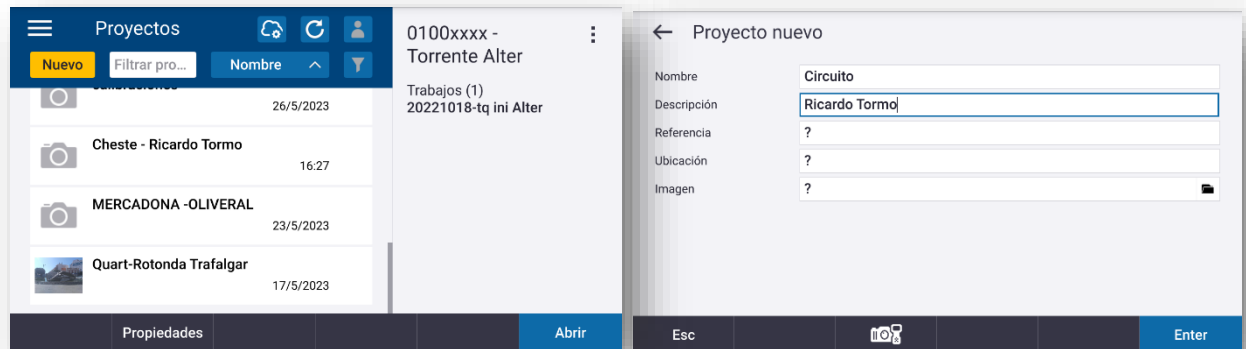 Proyectos
Nuevo
Filtrar pro...
Nombre
26/5/2023
Cheste - Ricardo Tormo
16:27
MERCADONA -OLIVERAL
23/5/2023
Quart-Rotonda Trafalgar
17/5/2023
0100xxxx -
Torrente Alter
Trabajos (1)
20221018-tq ini Alter
Propiedades
Abrir
Proyecto nuevo
Nombre Circuito
Descripción Ricardo Tormo
Referencia ?
Ubicación ?
Imagen ?
Esc
Enter